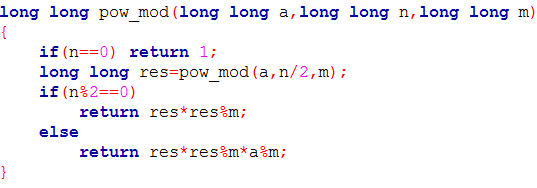 long long pow_mod(long long a,long long n,long long m)
{
    if(n==0) return 1;
    long long res=pow_mod(a,n/2,m);
    if(n%2==0)
        return res*res%m;
    else
        return res*res%m*a%m;
}